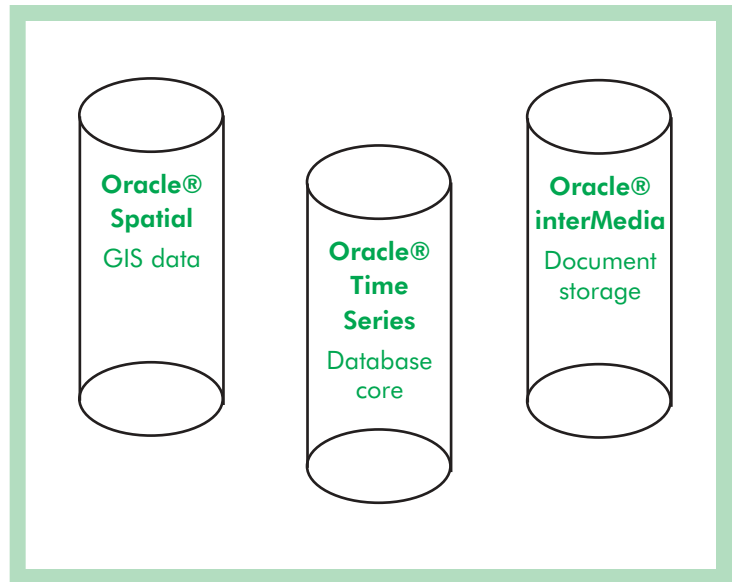 Oracle®
Spatial
GIS data
Oracle®
Time
Series
Database
core
Oracle®
interMedia
Document
storage